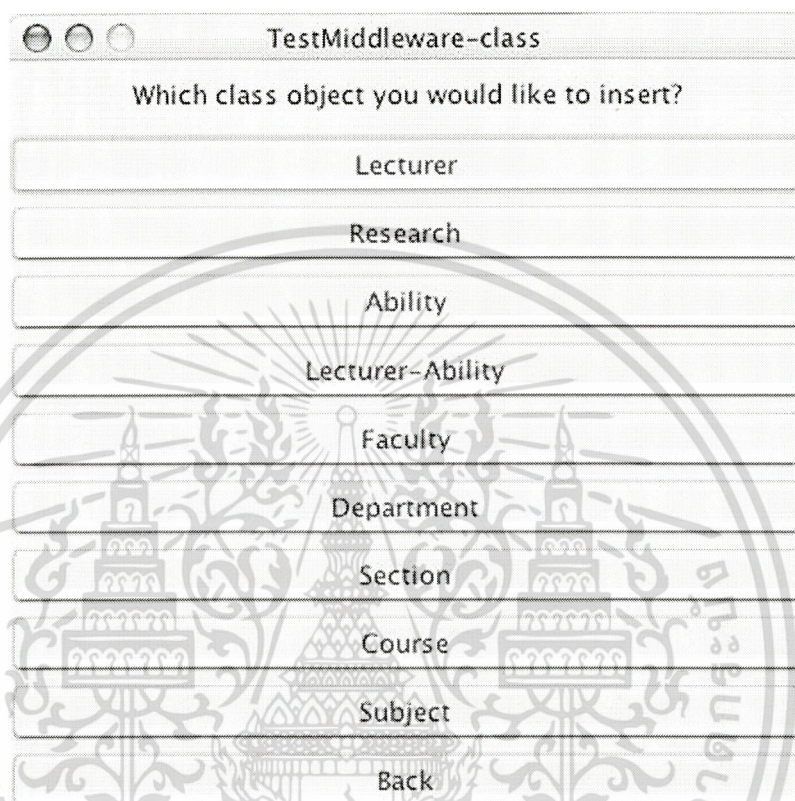 TestMiddleware-class
Which class object you would like to insert?
Lecturer
Research
Ability
Lecturer-Ability
Faculty
Department
Section
Course
Subject
Back